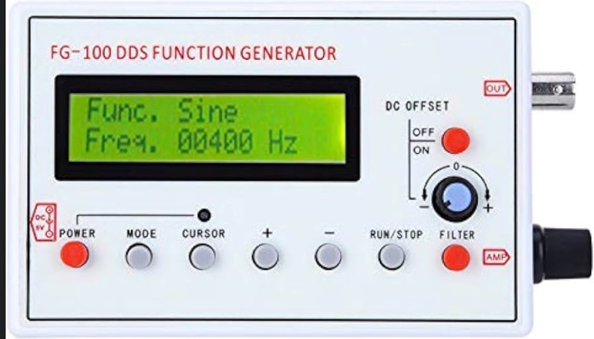 FG-100 DDS FUNCTION GENERATOR
OUT
Func. Sine
Freq. 00400 Hz
DC OFFSET
OFF
ON
0
- +
DC 5V
POWER MODE CURSOR + - RUN/STOP FILTER
AMP